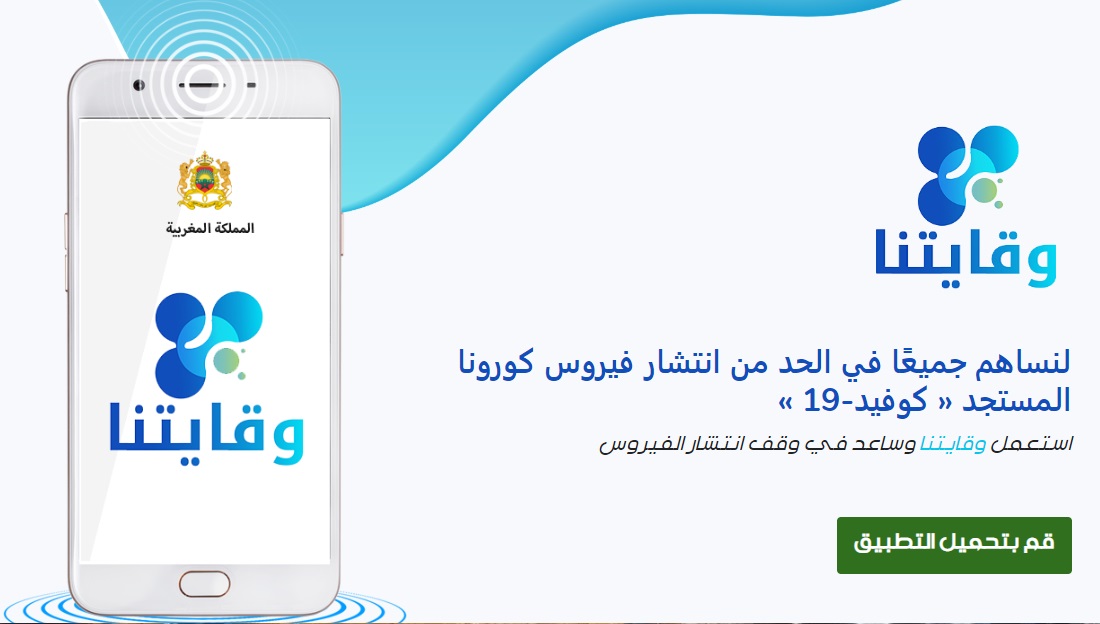 المملكة المغربية
وقايتنا
وقايتنا
لنساهم جميعًا في الحد من انتشار فيروس كورونا
المستجد « كوفيد-19 »
استعمل وقايتنا وساعد في وقف انتشار الفيروس
قم بتحميل التطبيق